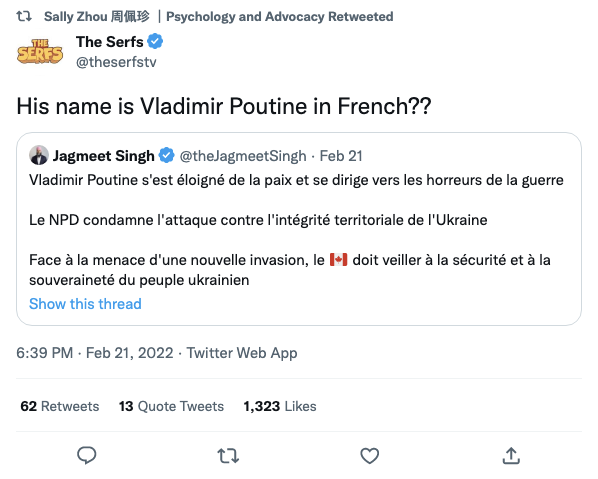 Sally Zhou 周佩珍 | Psychology and Advocacy Retweeted
THE
SERFS
The Serfs
@theserfstv
His name is Vladimir Poutine in French??
Jagmeet Singh @theJagmeetSingh · Feb 21
Vladimir Poutine s'est éloigné de la paix et se dirige vers les horreurs de la guerre
Le NPD condamne l'attaque contre l'intégrité territoriale de l'Ukraine
Face à la menace d'une nouvelle invasion, le 🇨🇦 doit veiller à la sécurité et à la
souveraineté du peuple ukrainien
Show this thread
6:39 PM · Feb 21, 2022 · Twitter Web App
62 Retweets 13 Quote Tweets 1,323 Likes